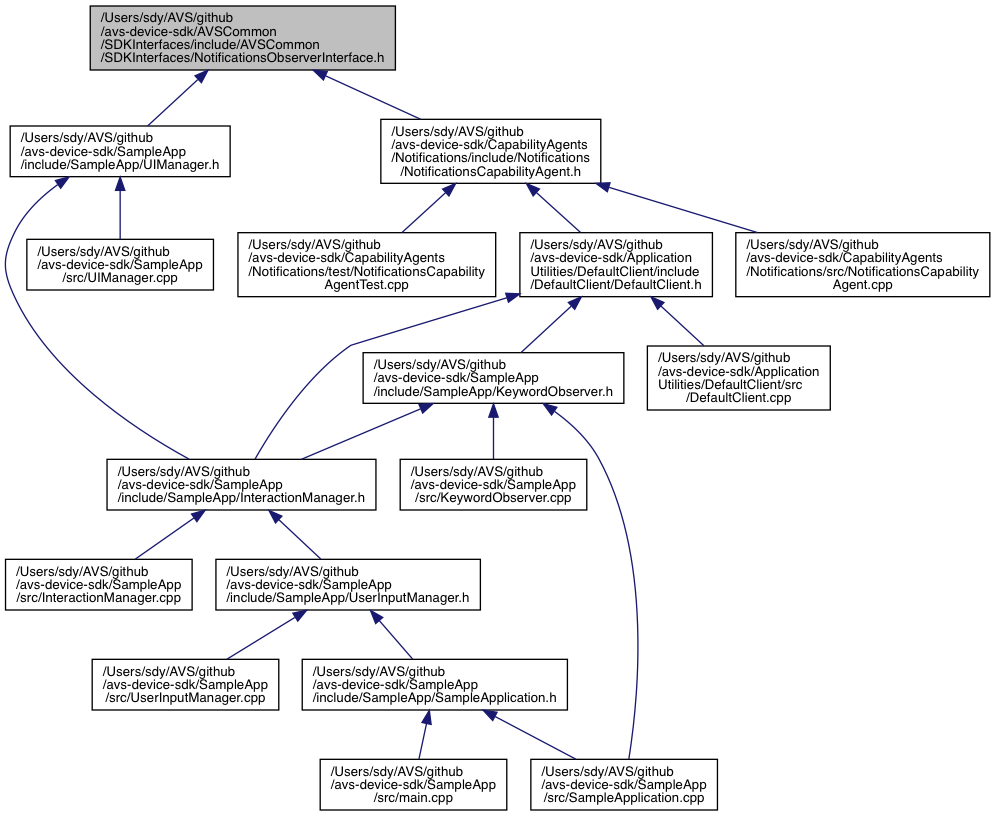 /Users/sdy/AVS/github
/avs-device-sdk/AVSCommon
/SDKInterfaces/include/AVSCommon
/SDKInterfaces/NotificationsObserverInterface.h
/Users/sdy/AVS/github
/avs-device-sdk/SampleApp
/include/SampleApp/UIManager.h
/Users/sdy/AVS/github
/avs-device-sdk/CapabilityAgents
/Notifications/include/Notifications
/NotificationsCapabilityAgent.h
/Users/sdy/AVS/github
/avs-device-sdk/SampleApp
/src/UIManager.cpp
/Users/sdy/AVS/github
/avs-device-sdk/CapabilityAgents
/Notifications/test/NotificationsCapability
AgentTest.cpp
/Users/sdy/AVS/github
/avs-device-sdk/Application
Utilities/DefaultClient/include
/DefaultClient/DefaultClient.h
/Users/sdy/AVS/github
/avs-device-sdk/CapabilityAgents
/Notifications/src/NotificationsCapability
Agent.cpp
/Users/sdy/AVS/github
/avs-device-sdk/SampleApp
/include/SampleApp/KeywordObserver.h
/Users/sdy/AVS/github
/avs-device-sdk/Application
Utilities/DefaultClient/src
/DefaultClient.cpp
/Users/sdy/AVS/github
/avs-device-sdk/SampleApp
/include/SampleApp/InteractionManager.h
/Users/sdy/AVS/github
/avs-device-sdk/SampleApp
/src/KeywordObserver.cpp
/Users/sdy/AVS/github
/avs-device-sdk/SampleApp
/src/InteractionManager.cpp
/Users/sdy/AVS/github
/avs-device-sdk/SampleApp
/include/SampleApp/UserInputManager.h
/Users/sdy/AVS/github
/avs-device-sdk/SampleApp
/src/UserInputManager.cpp
/Users/sdy/AVS/github
/avs-device-sdk/SampleApp
/include/SampleApp/SampleApplication.h
/Users/sdy/AVS/github
/avs-device-sdk/SampleApp
/src/main.cpp
/Users/sdy/AVS/github
/avs-device-sdk/SampleApp
/src/SampleApplication.cpp